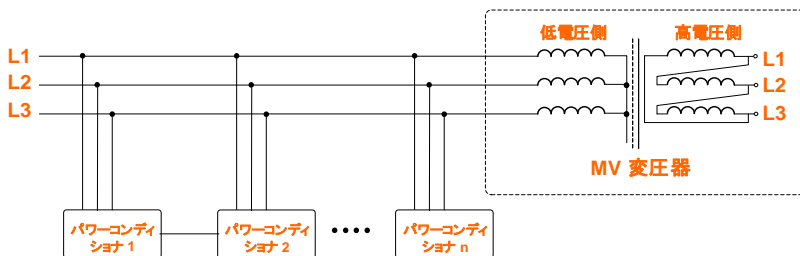 低電圧側
高電圧側
L1
L1
L2
L2
L3
L3
MV 変圧器
パワーコンディ
ショナ 1
パワーコンディ
ショナ 2
パワーコンディ
ショナ n